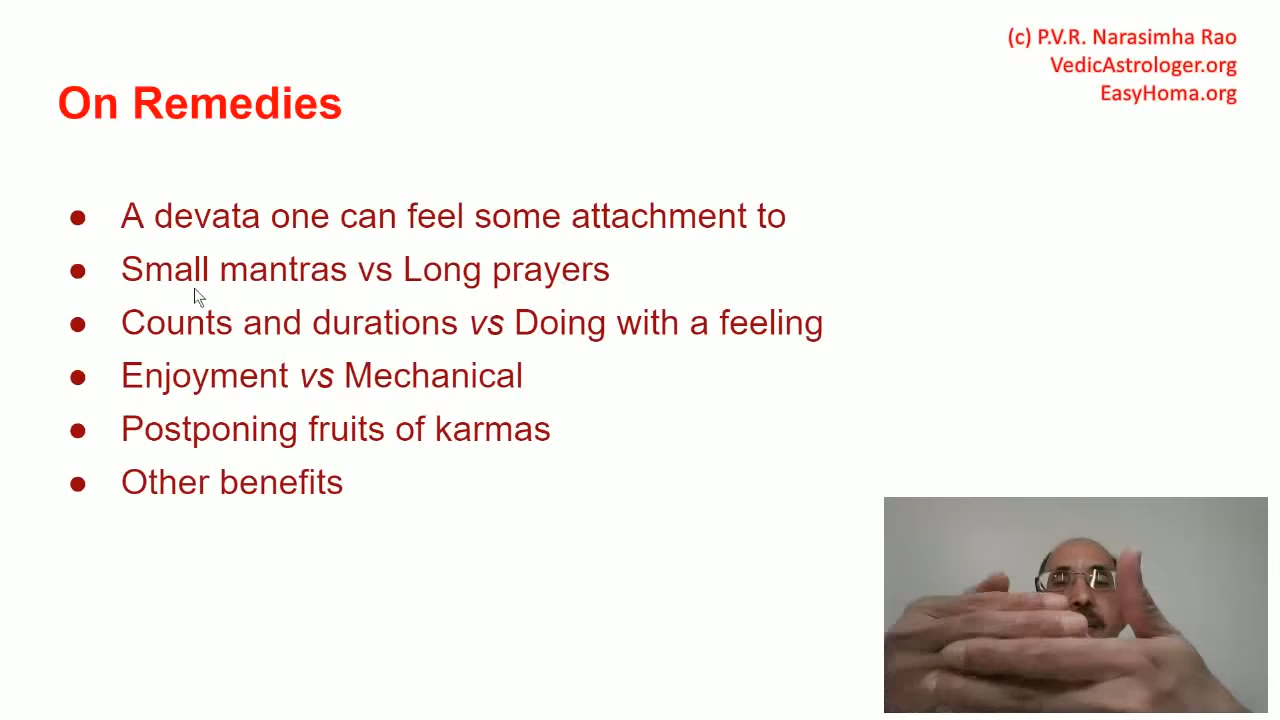 (c) P.V.R. Narasimha Rao
VedicAstrologer.org
EasyHoma.org
On Remedies
● A devata one can feel some attachment to
● Small mantras vs Long prayers
● Counts and durations vs Doing with a feeling
● Enjoyment vs Mechanical
● Postponing fruits of karmas
● Other benefits